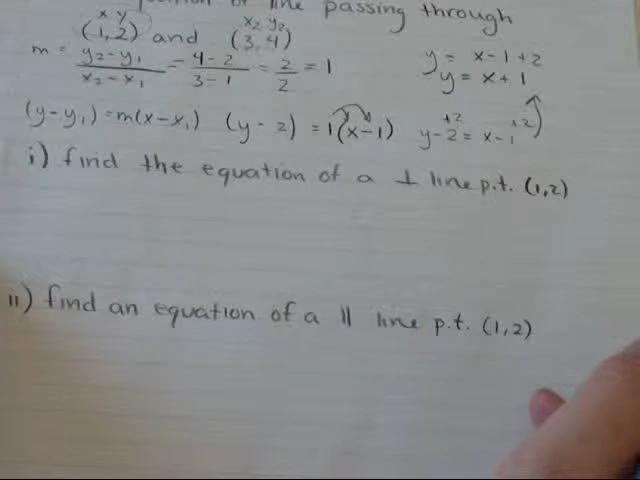 line passing through
x y x₂ y₂
(1,2) and (3,4)
m = y₂-y₁/x₂-x₁ = 4-2/3-1 = 2/2 = 1
y = x-1+2
y = x+1
(y-y₁)=m(x-x₁) (y-2) = 1(x-1) y-2+2 = x-1+2
i) find the equation of a ⊥ line p.t. (1,2)
ii) find an equation of a || line p.t. (1,2)